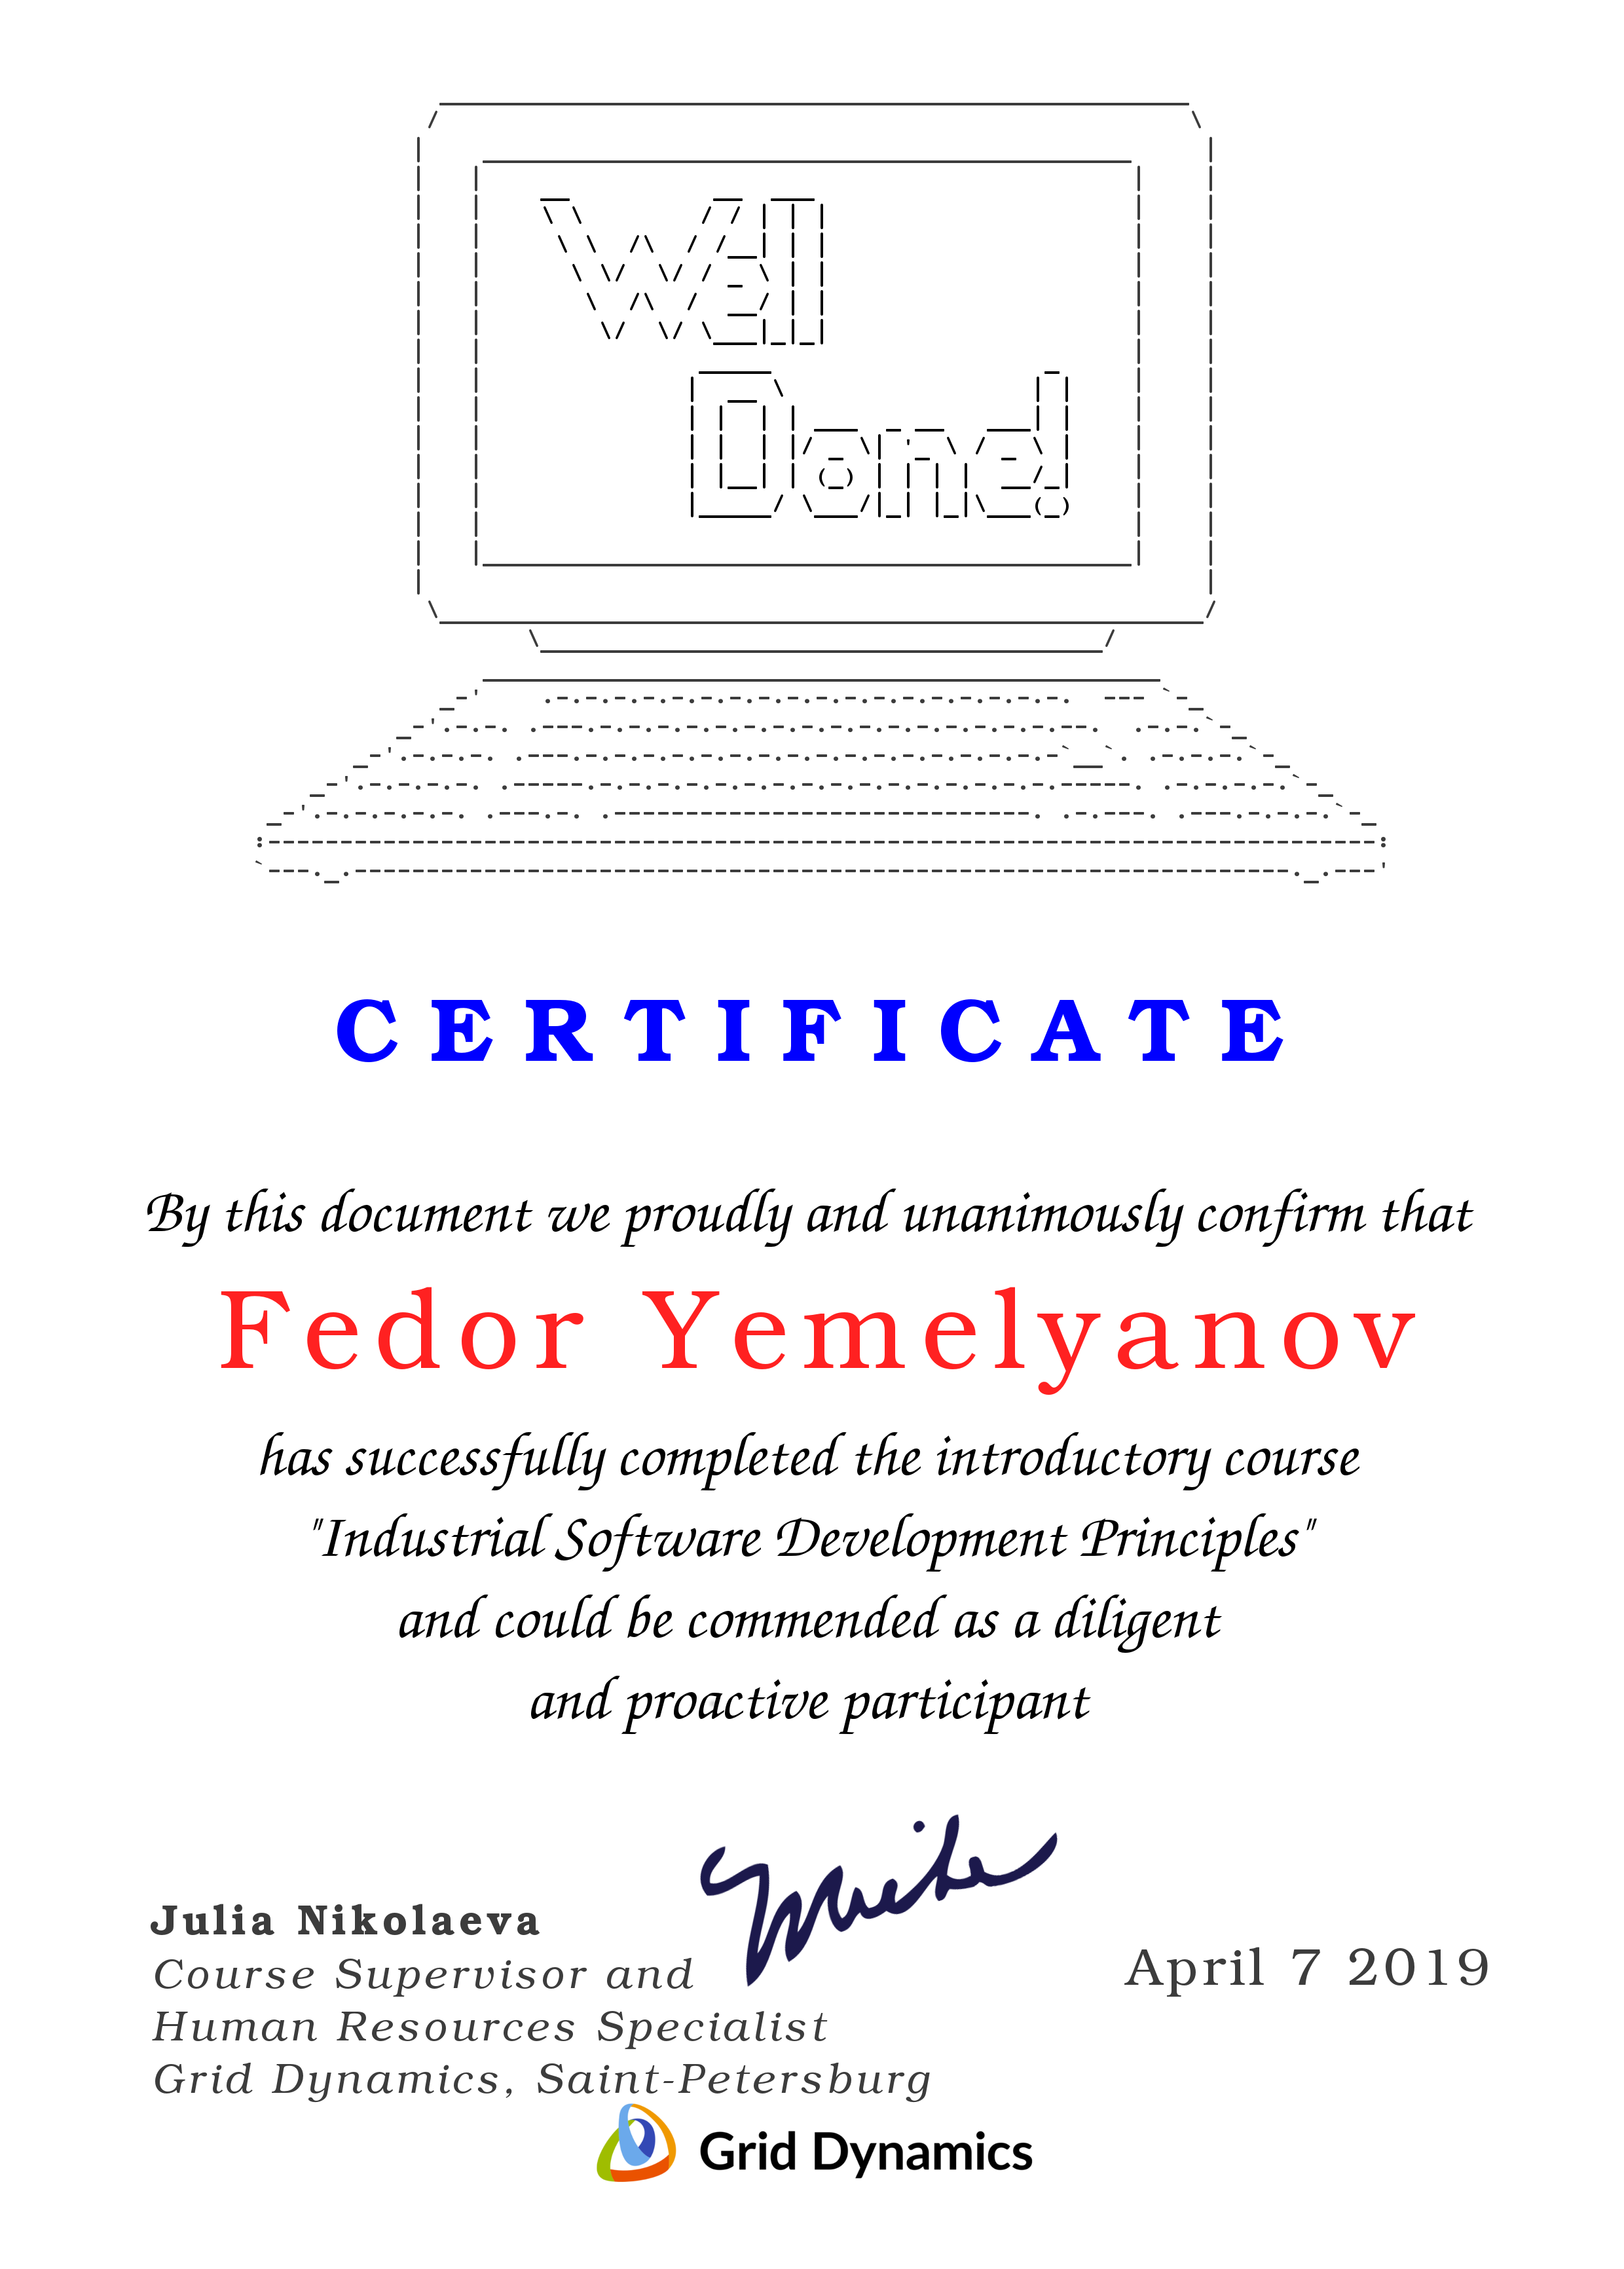 Well
Done!
CERTIFICATE
By this document we proudly and unanimously confirm that
Fedor Yemelyanov
has successfully completed the introductory course
"Industrial Software Development Principles"
and could be commended as a diligent
and proactive participant
Julia Nikolaeva
Course Supervisor and
Human Resources Specialist
Grid Dynamics, Saint-Petersburg
April 7 2019
Grid Dynamics